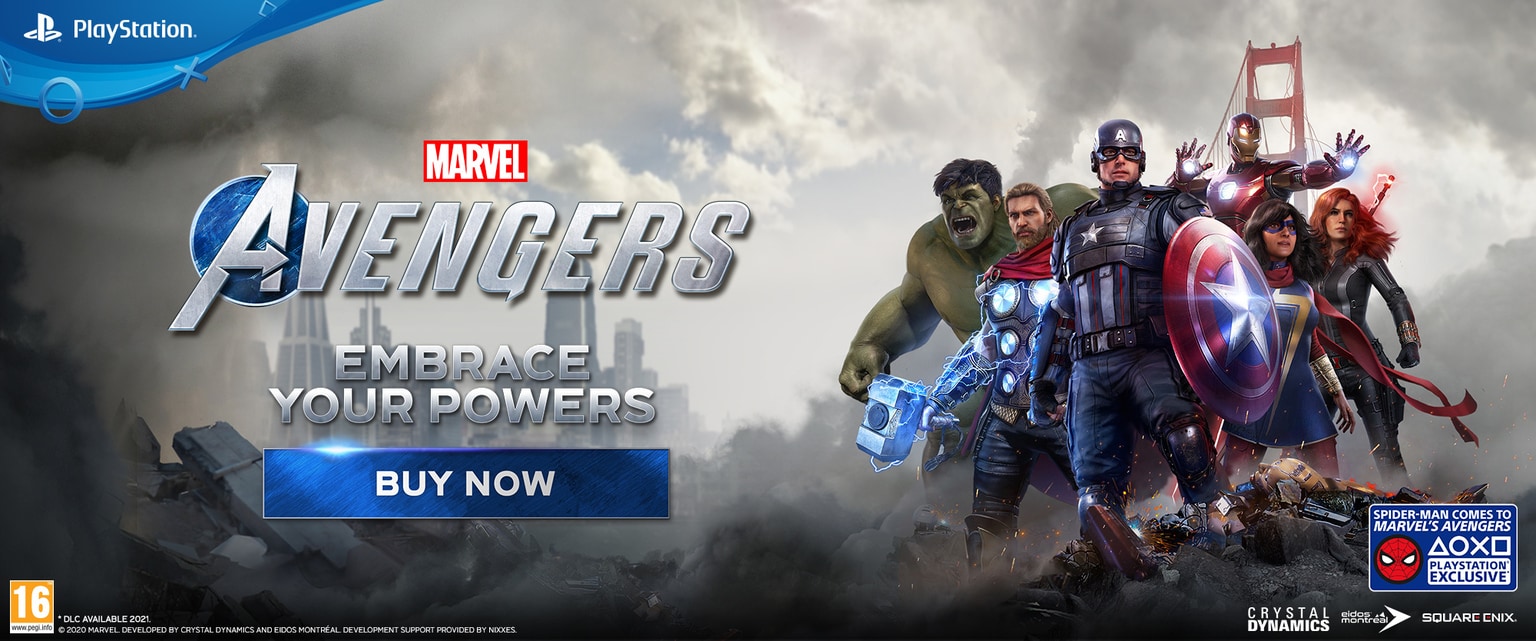 PlayStation.
MARVEL
AVENGERS
EMBRACE
YOUR POWERS
BUY NOW
A
SPIDER-MAN COMES TO
MARVEL'S AVENGERS
PLAYSTATION
EXCLUSIVE
16
www.pegi.info
* DLC AVAILABLE 2021.
© 2020 MARVEL. DEVELOPED BY CRYSTAL DYNAMICS AND EIDOS MONTRÉAL. DEVELOPMENT SUPPORT PROVIDED BY NIXXES.
CRYSTAL
DYNAMICS
eidos
montréal
SQUARE ENIX.